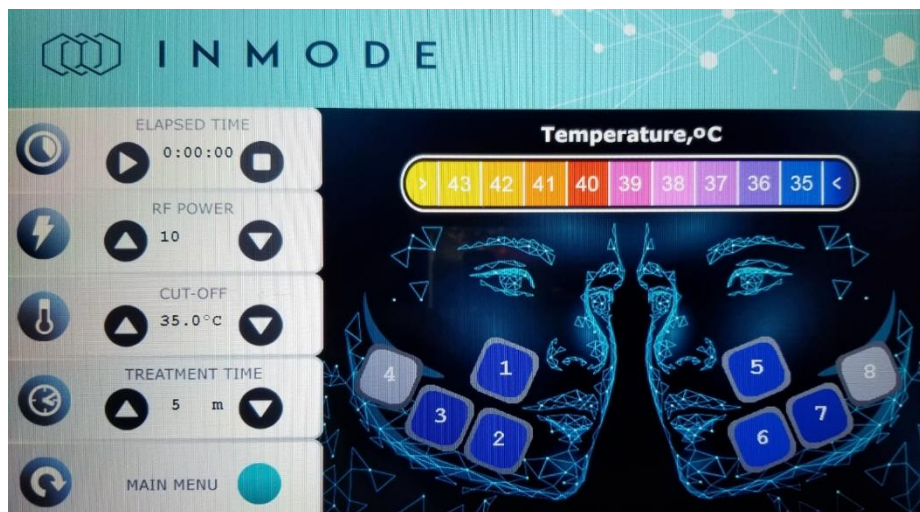 INMODE
ELAPSED TIME
0:00:00
RF POWER
10
CUT-OFF
35.0°C
TREATMENT TIME
5 m
MAIN MENU
Temperature,ºC
> 43 42 41 40 39 38 37 36 35 <
1
5
4
8
3
7
2
6